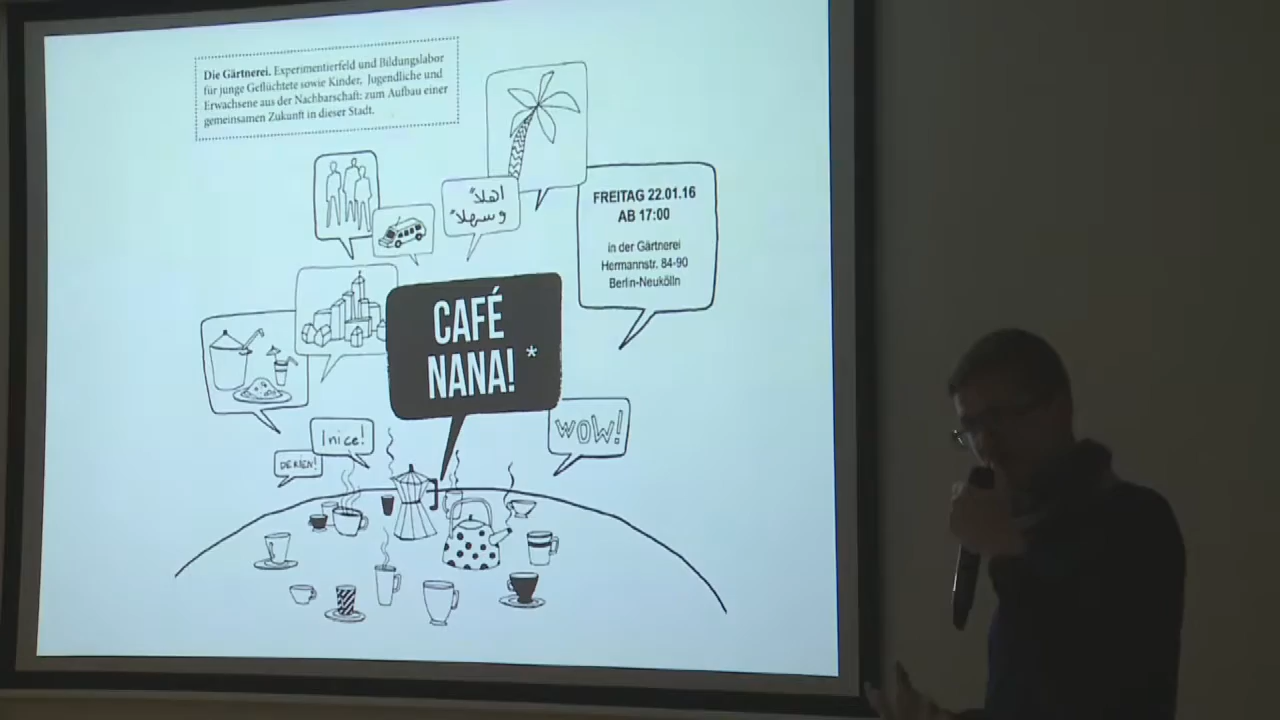 Die Gärtnerei. Experimentierfeld und Bildungslabor
für junge Geflüchtete sowie Kinder, Jugendliche und
Erwachsene aus der Nachbarschaft: zum Aufbau einer
gemeinsamen Zukunft in dieser Stadt.
اهلاً
وسهلاً
FREITAG 22.01.16
AB 17:00
in der Gärtnerei
Hermannstr. 84-90
Berlin-Neukölln
CAFÉ
NANA! *
WOW!
Inice!